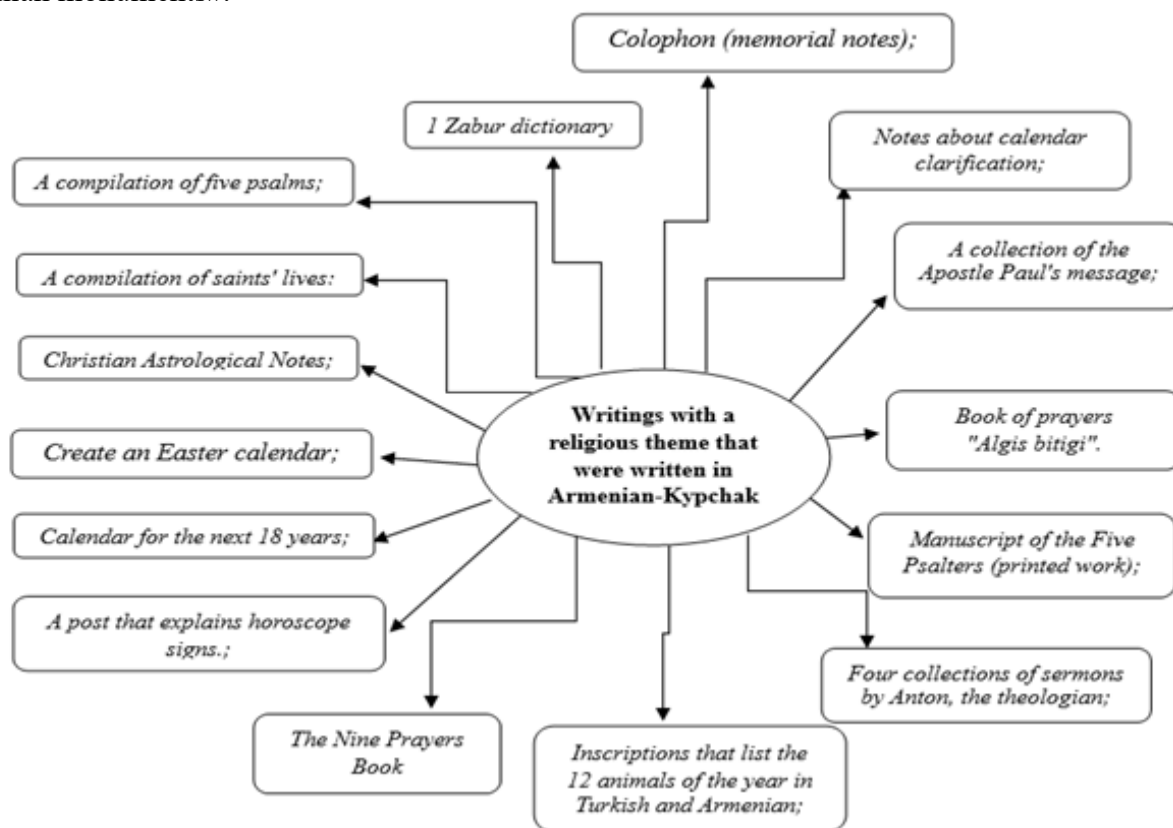 Colophon (memorial notes);
1 Zabur dictionary
Notes about calendar
clarification;
A compilation of five psalms;
A collection of the
Apostle Paul's message;
A compilation of saints' lives:
Christian Astrological Notes;
Writings with a
religious theme that
were written in
Armenian-Kypchak
Book of prayers
"Algis bitigi".
Create an Easter calendar;
Calendar for the next 18 years;
Manuscript of the Five
Psalters (printed work);
A post that explains horoscope
signs.;
Four collections of sermons
by Anton, the theologian;
The Nine Prayers
Book
Inscriptions that list the
12 animals of the year in
Turkish and Armenian;